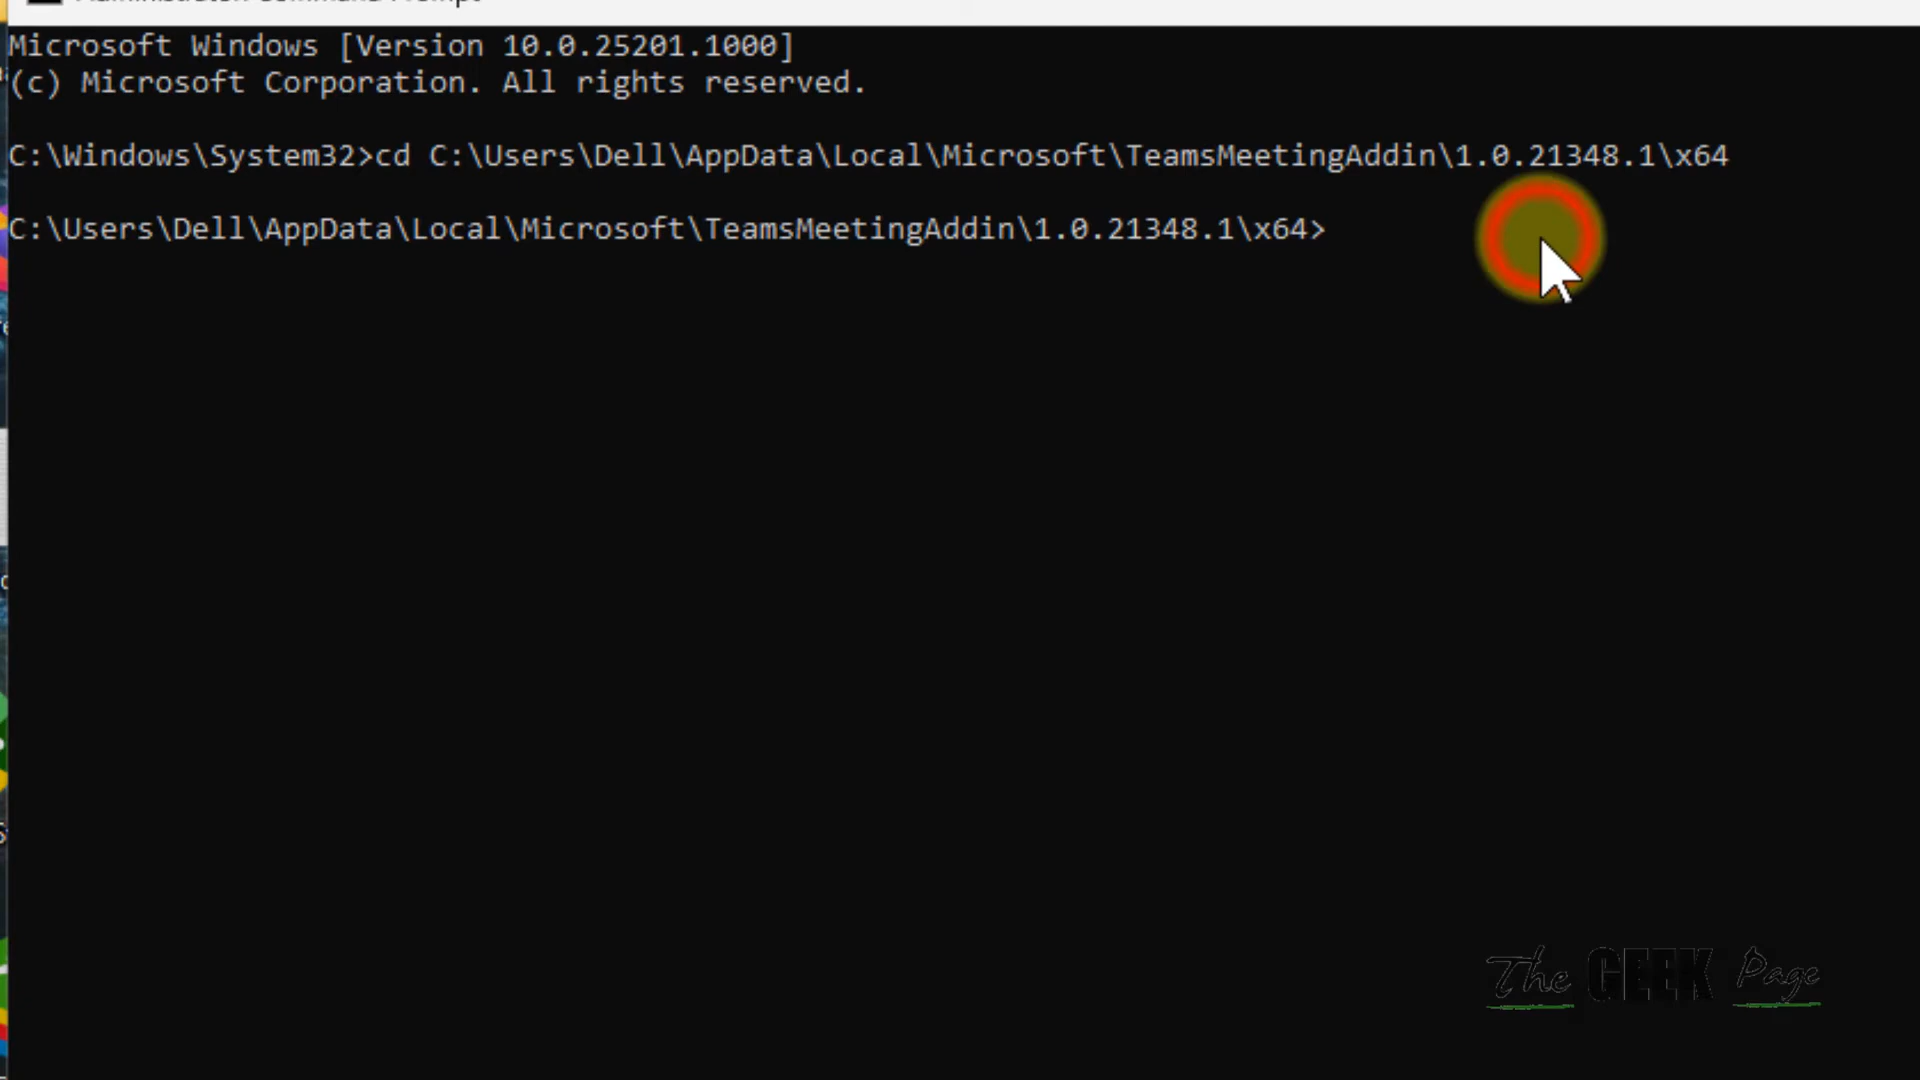 Microsoft Windows [Version 10.0.25201.1000]
(c) Microsoft Corporation. All rights reserved.
C:\Windows\System32>cd C:\Users\Dell\AppData\Local\Microsoft\TeamsMeetingAddin\1.0.21348.1\x64
C:\Users\Dell\AppData\Local\Microsoft\TeamsMeetingAddin\1.0.21348.1\x64>
The GEEK Page